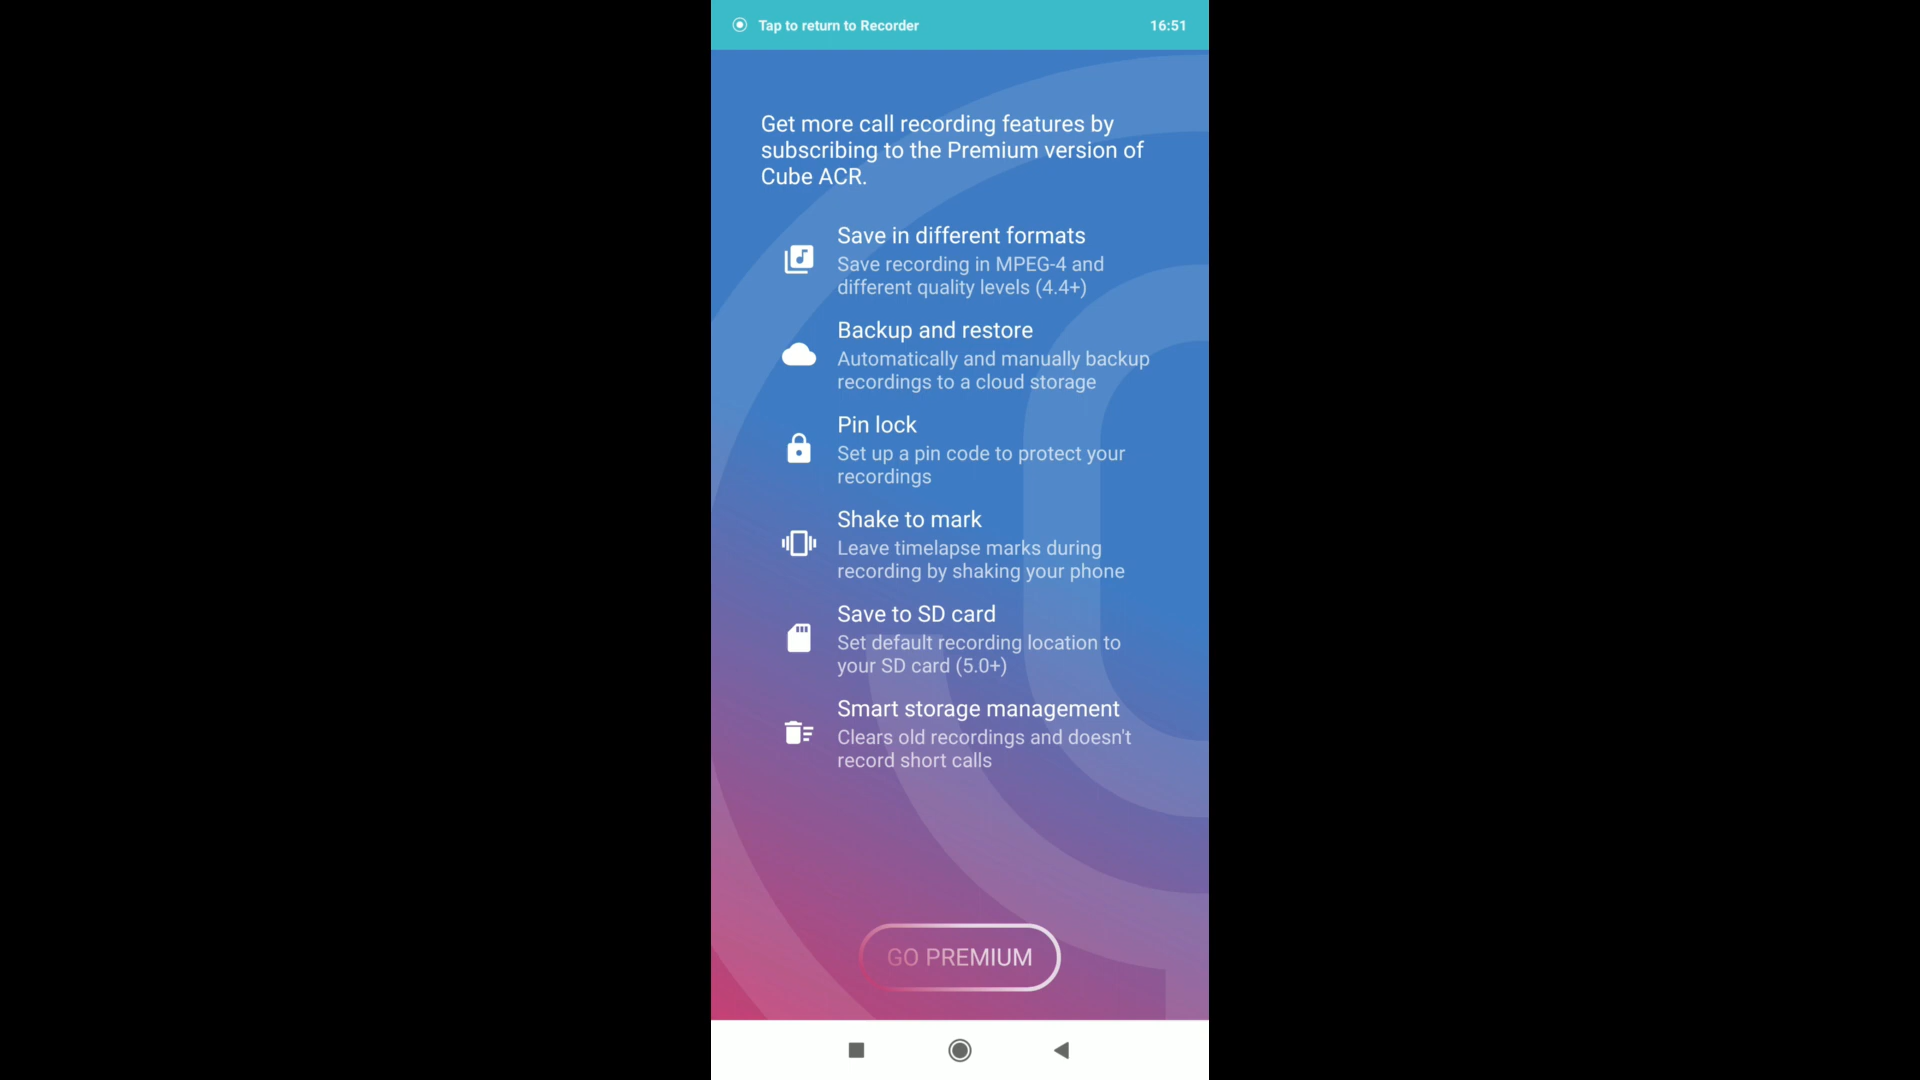 Tap to return to Recorder
16:51
Get more call recording features by
subscribing to the Premium version of
Cube ACR.
Save in different formats
Save recording in MPEG-4 and
different quality levels (4.4+)
Backup and restore
Automatically and manually backup
recordings to a cloud storage
Pin lock
Set up a pin code to protect your
recordings
Shake to mark
Leave timelapse marks during
recording by shaking your phone
Save to SD card
Set default recording location to
your SD card (5.0+)
Smart storage management
Clears old recordings and doesn't
record short calls
GO PREMIUM